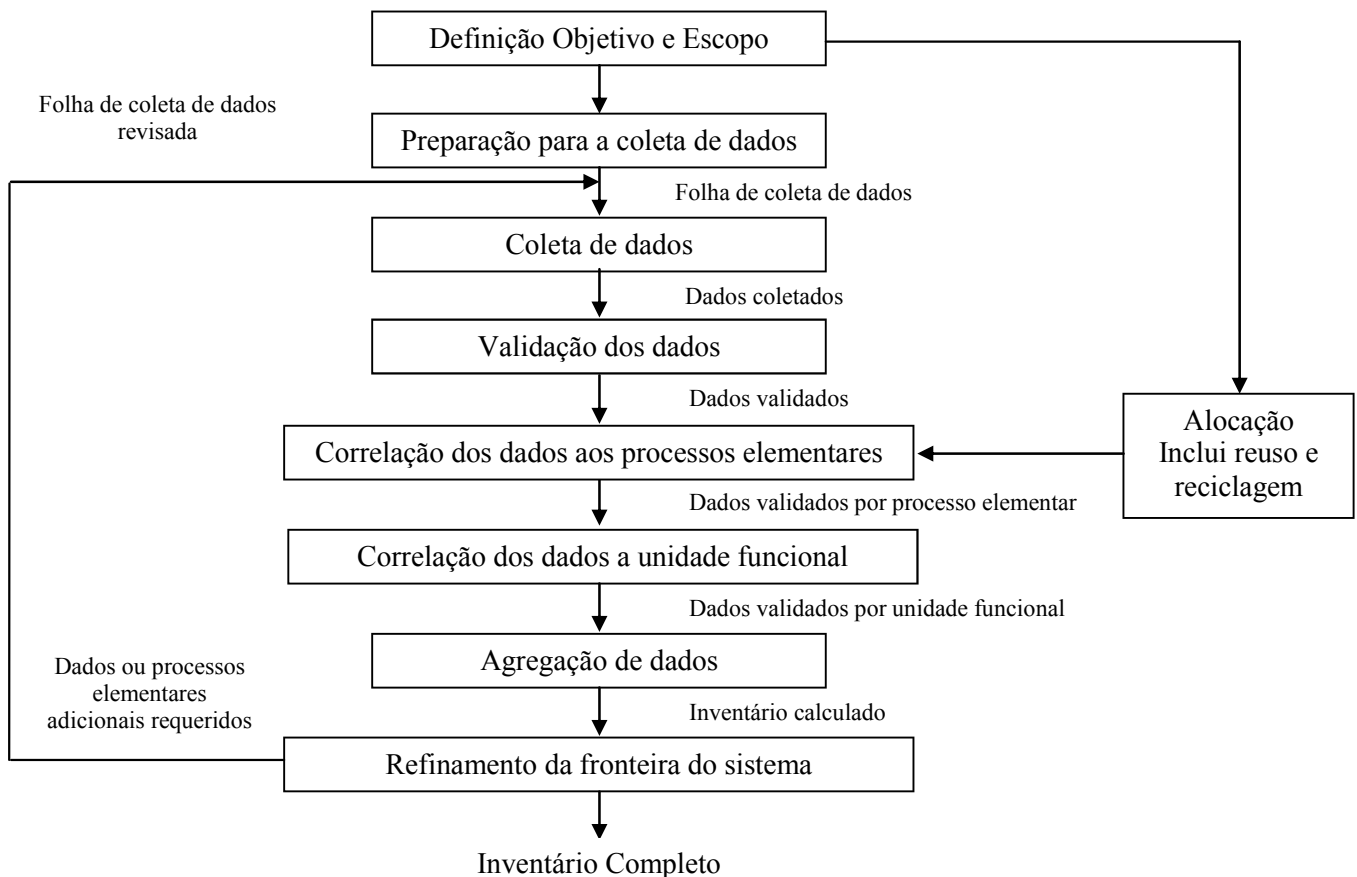 Definição Objetivo e Escopo
Folha de coleta de dados
revisada
Preparação para a coleta de dados
Folha de coleta de dados
Coleta de dados
Dados coletados
Validação dos dados
Dados validados
Alocação
Inclui reuso e
reciclagem
Correlação dos dados aos processos elementares
Dados validados por processo elementar
Correlação dos dados a unidade funcional
Dados validados por unidade funcional
Agregação de dados
Dados ou processos
elementares
adicionais requeridos
Inventário calculado
Refinamento da fronteira do sistema
Inventário Completo